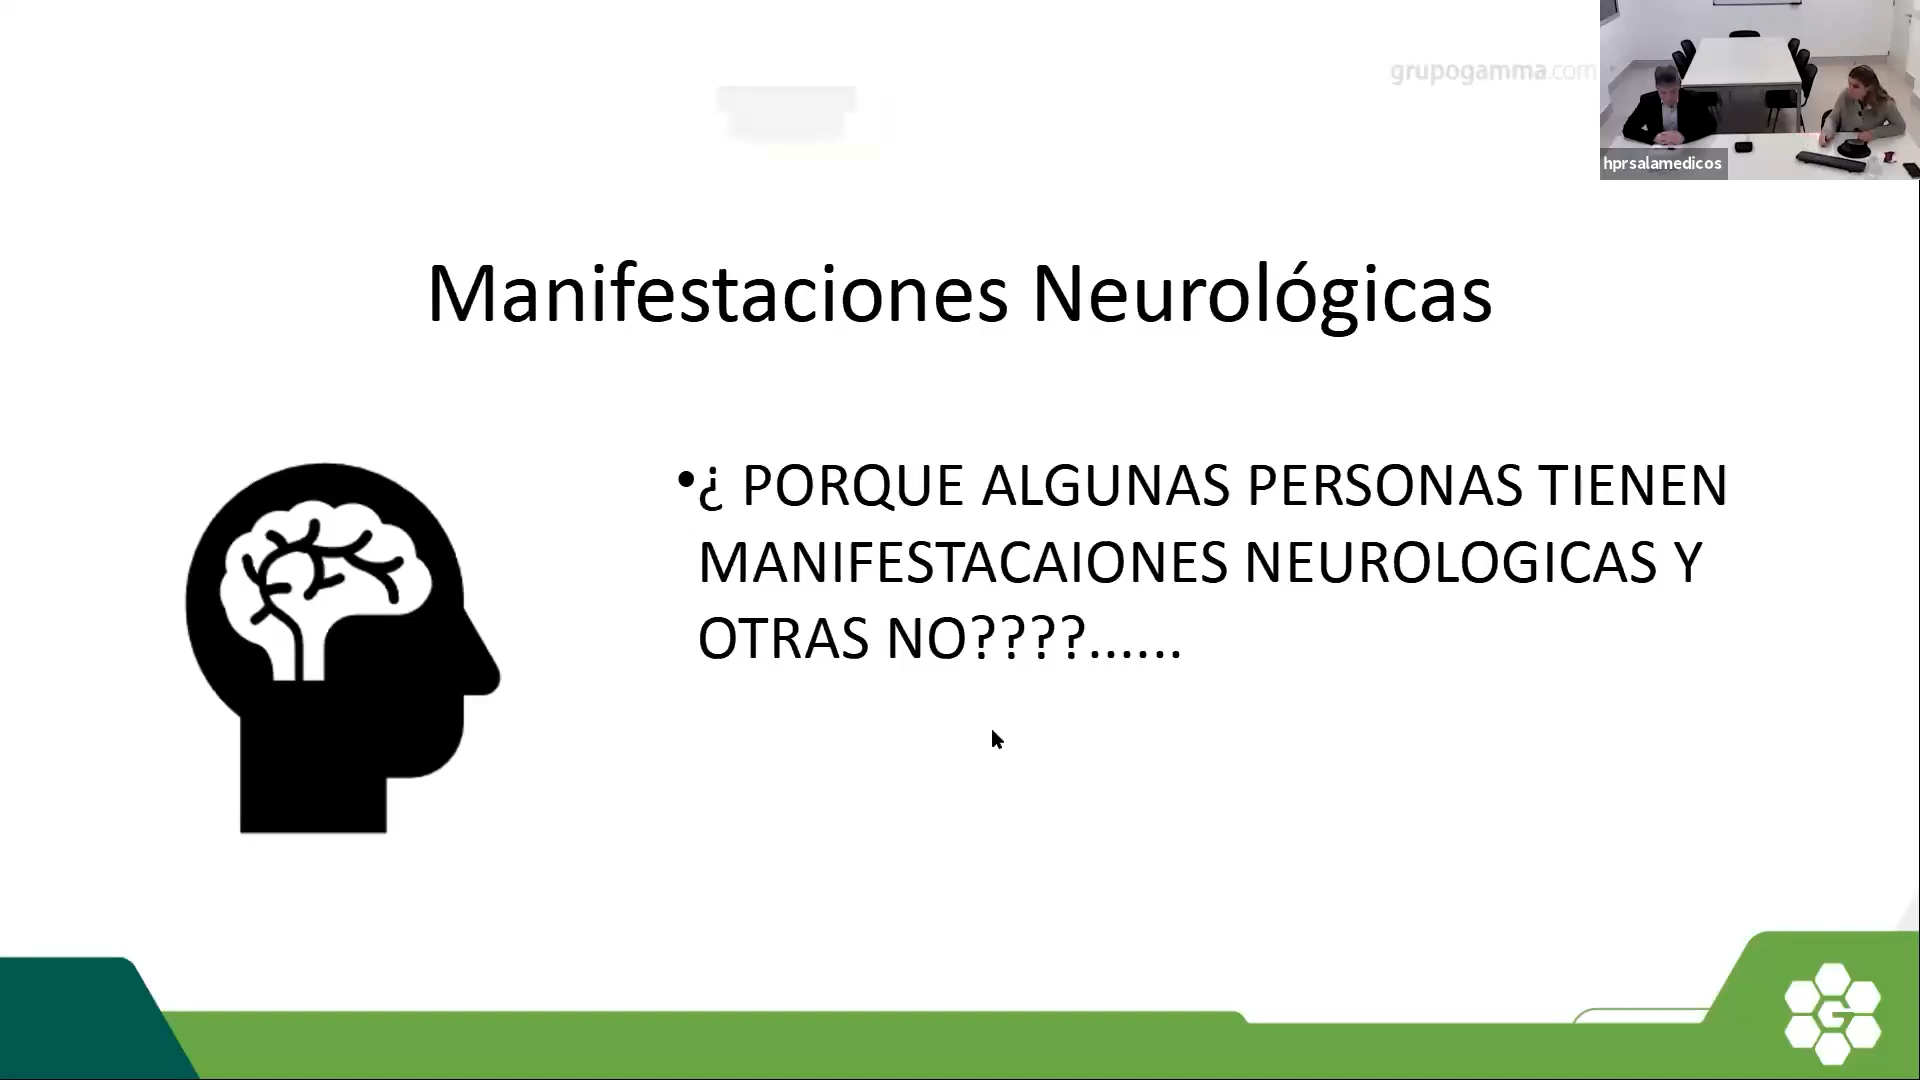 grupogamma.com
hprsalamedicos
Manifestaciones Neurológicas
•¿ PORQUE ALGUNAS PERSONAS TIENEN
MANIFESTACAIONES NEUROLOGICAS Y
OTRAS NO????......
G